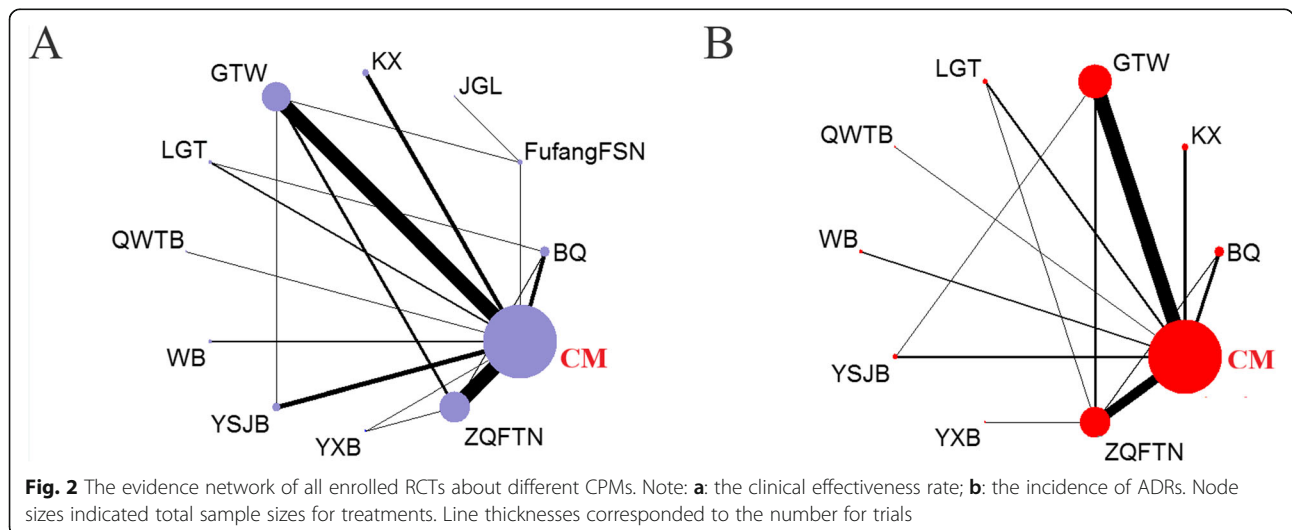 A
GTW
KX
JGL
LGT
FufangFSN
QWTB
BQ
WB
CM
YSJB
YXB
ZQFTN
B
LGT
GTW
QWTB
KX
WB
BQ
YSJB
CM
YXB
ZQFTN
Fig. 2 The evidence network of all enrolled RCTs about different CPMs. Note: a: the clinical effectiveness rate; b: the incidence of ADRs. Node
sizes indicated total sample sizes for treatments. Line thicknesses corresponded to the number for trials